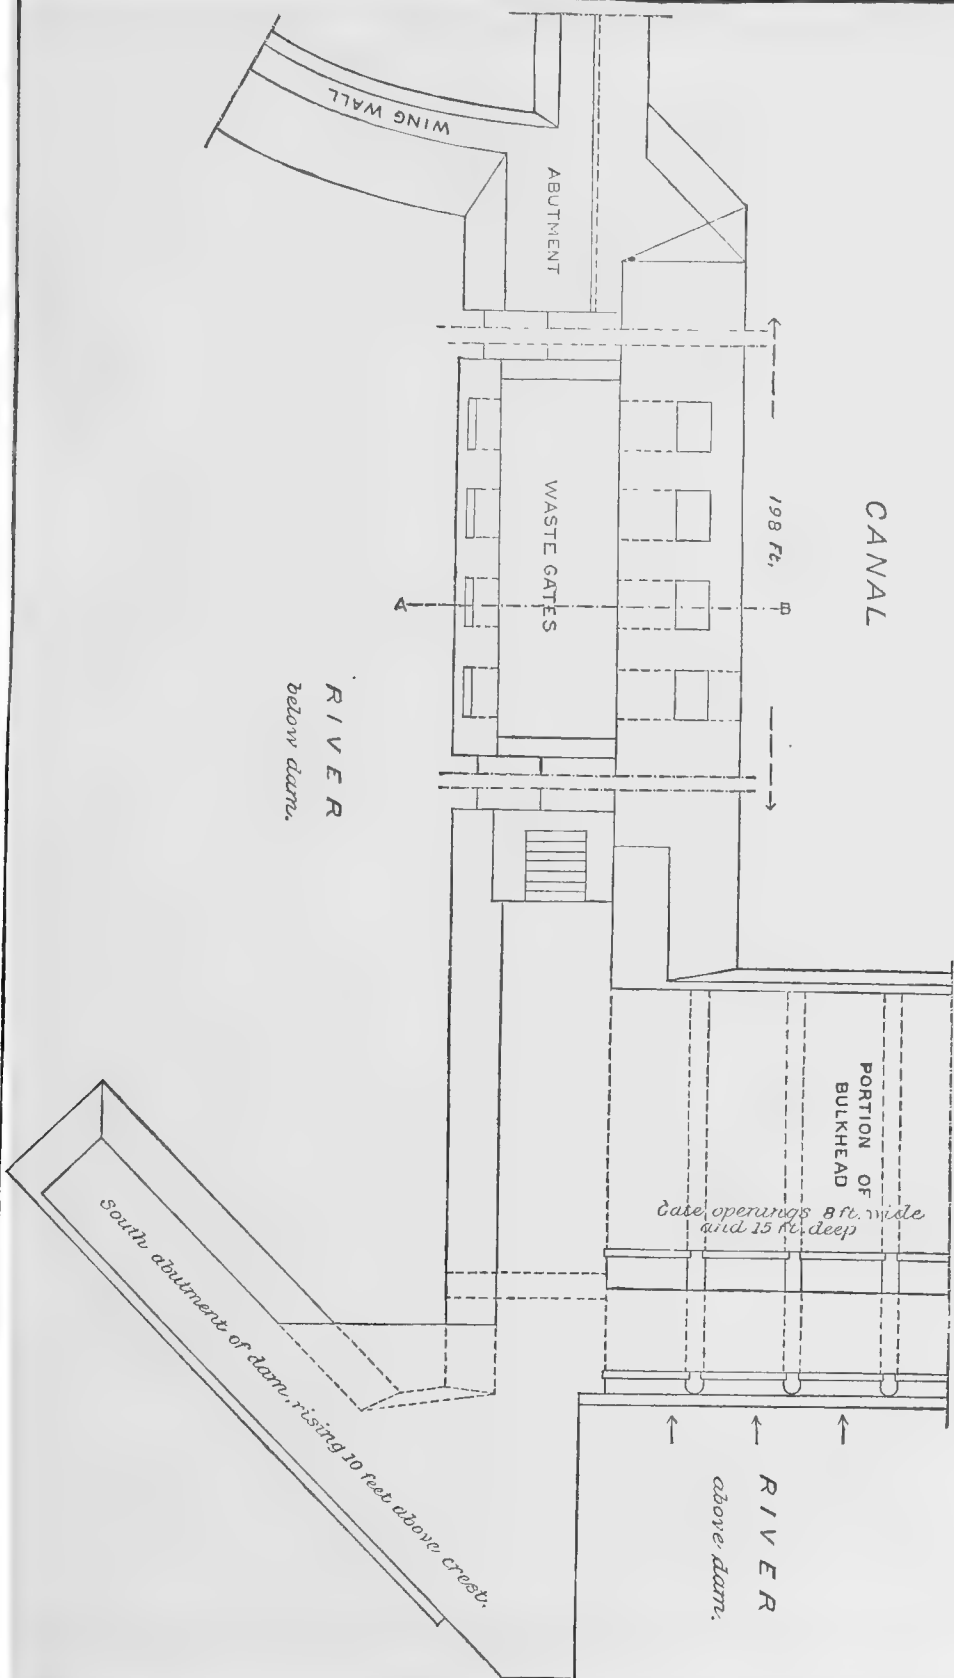 WING WALL
ABUTMENT
CANAL
198 Ft.
WASTE GATES
A
B
RIVER
below dam.
PORTION OF
BULKHEAD
Gate openings 8 ft. wide
and 15 ft. deep
South abutment of dam, rising 10 feet above crest.
RIVER
above dam.